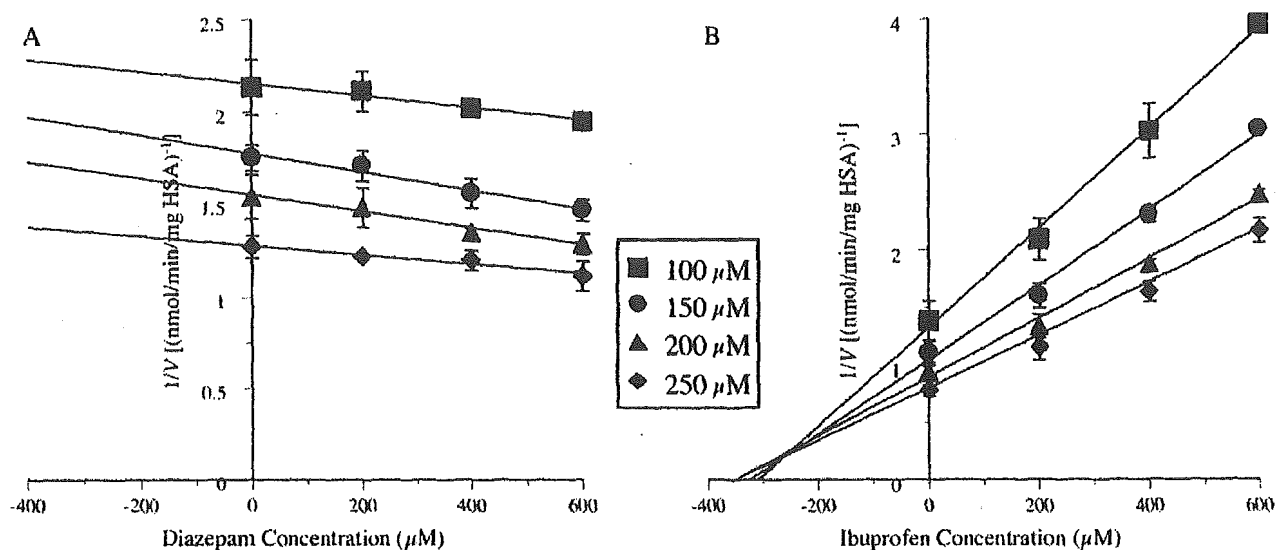 A
2.5
2
1.5
1
0.5
0
1/V [(nmol/min/mg HSA)⁻¹]
-400
-200
0
200
400
600
Diazepam Concentration (µM)
100 µM
150 µM
200 µM
250 µM
B
4
3
2
1
0
1/V [(nmol/min/mg HSA)⁻¹]
-400
-200
0
200
400
600
Ibuprofen Concentration (µM)